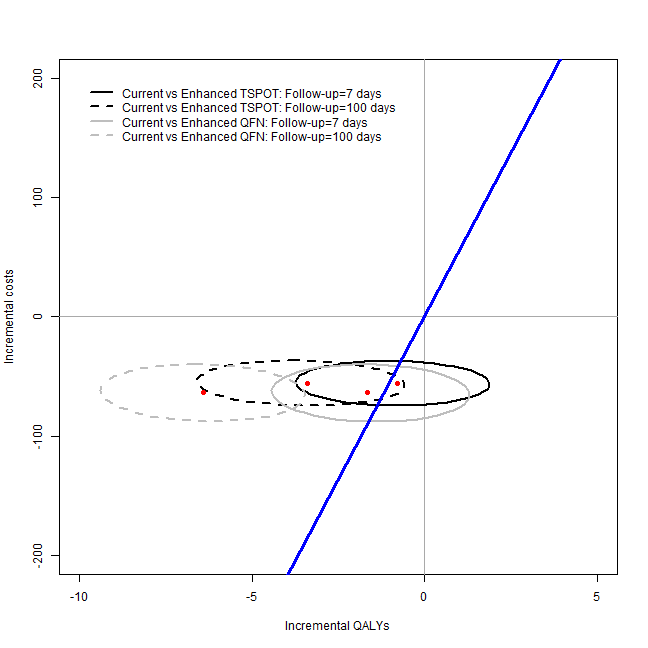 Current vs Enhanced TSPOT: Follow-up=7 days
Current vs Enhanced TSPOT: Follow-up=100 days
Current vs Enhanced QFN: Follow-up=7 days
Current vs Enhanced QFN: Follow-up=100 days
Incremental costs
200
100
0
-100
-200
-10
-5
0
5
Incremental QALYs